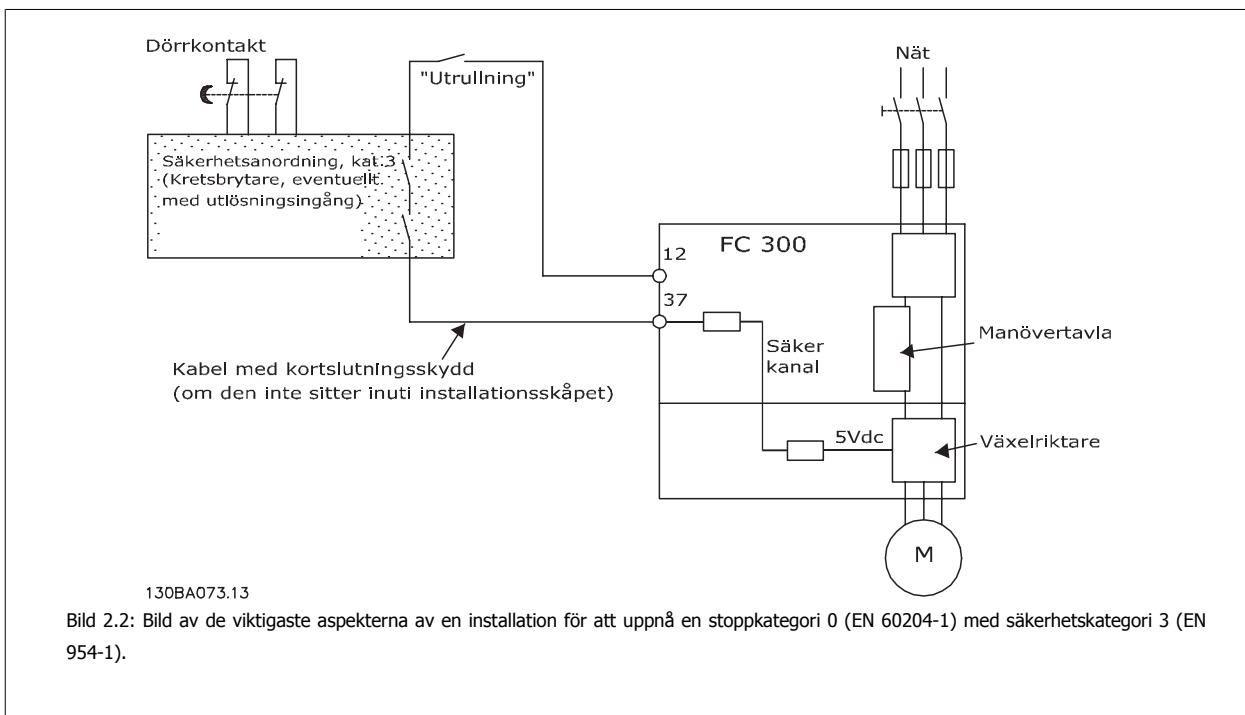 Dörrkontakt
"Utrullning"
Nät
Säkerhetsanordning, kat.3
(Kretsbrytare, eventuellt
med utlösningsingång)
FC 300
12
37
Säker
kanal
Manövertavla
Kabel med kortslutningsskydd
(om den inte sitter inuti installationsskåpet)
5Vdc
Växelriktare
M
130BA073.13
Bild 2.2: Bild av de viktigaste aspekterna av en installation för att uppnå en stoppkategori 0 (EN 60204-1) med säkerhetskategori 3 (EN
954-1).